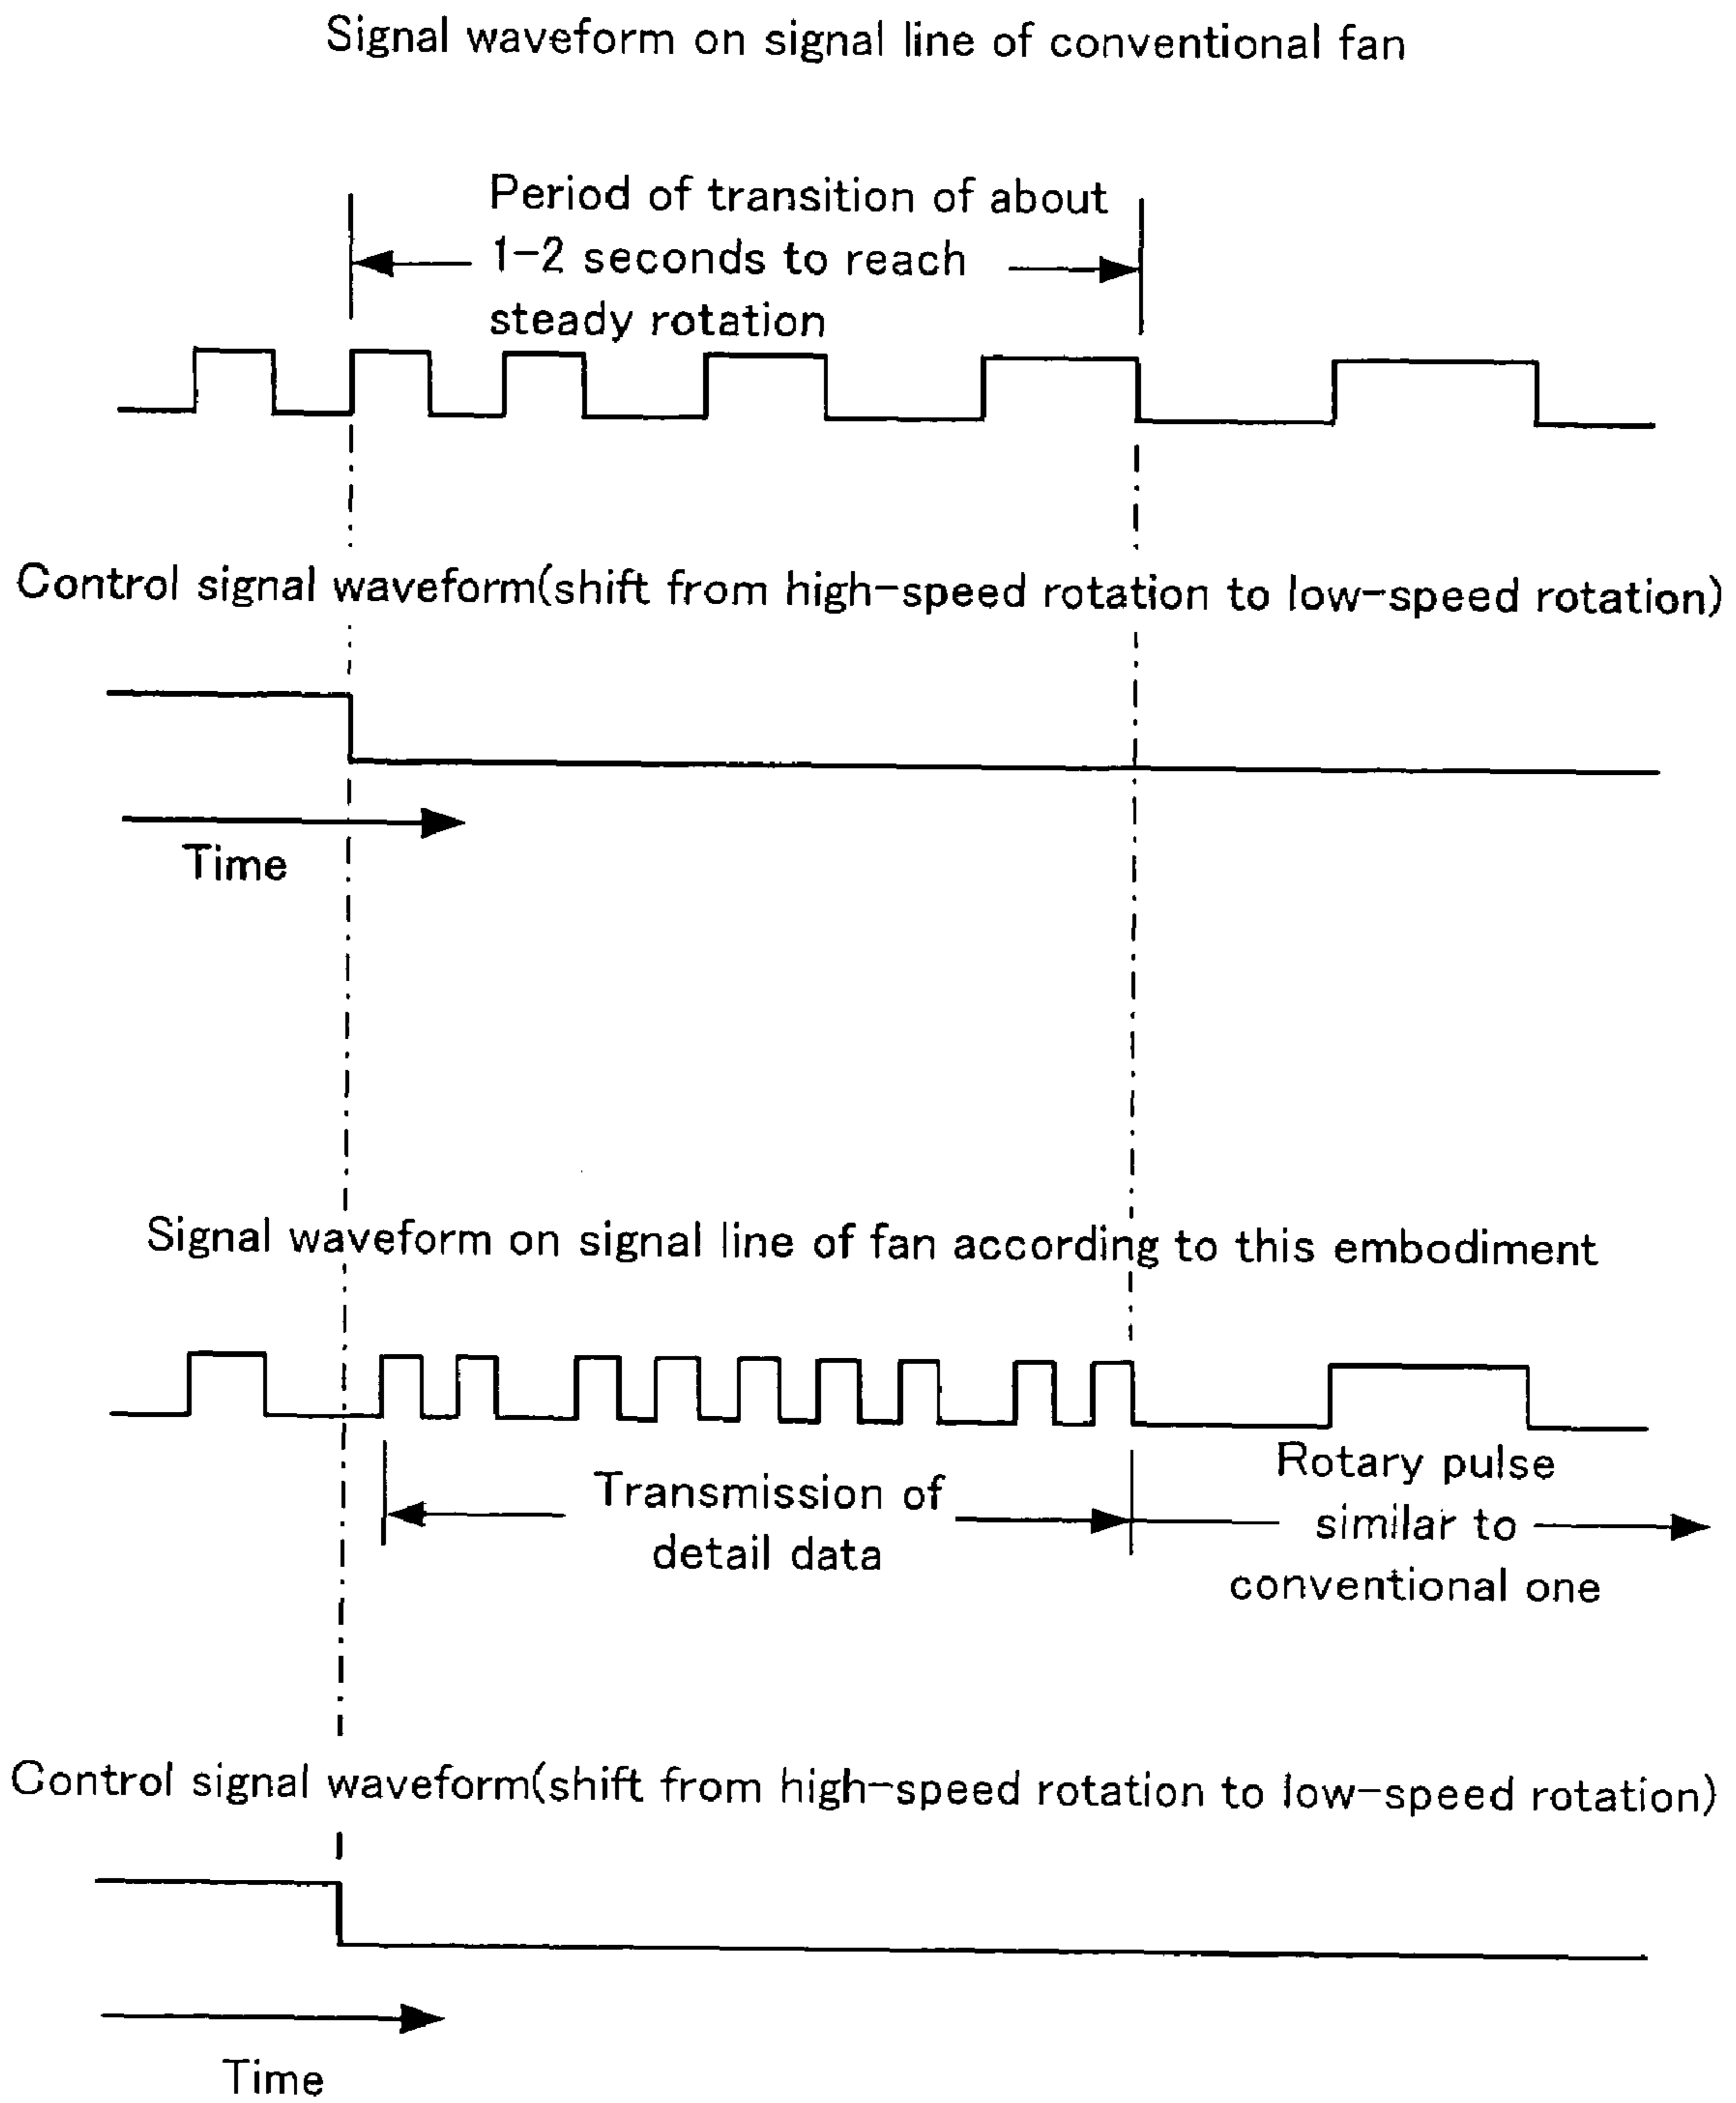 Signal waveform on signal line of conventional fan
Period of transition of about
1-2 seconds to reach
steady rotation
Control signal waveform(shift from high-speed rotation to low-speed rotation)
Time
Signal waveform on signal line of fan according to this embodiment
Transmission of
detail data
Rotary pulse
similar to
conventional one
Control signal waveform(shift from high-speed rotation to low-speed rotation)
Time